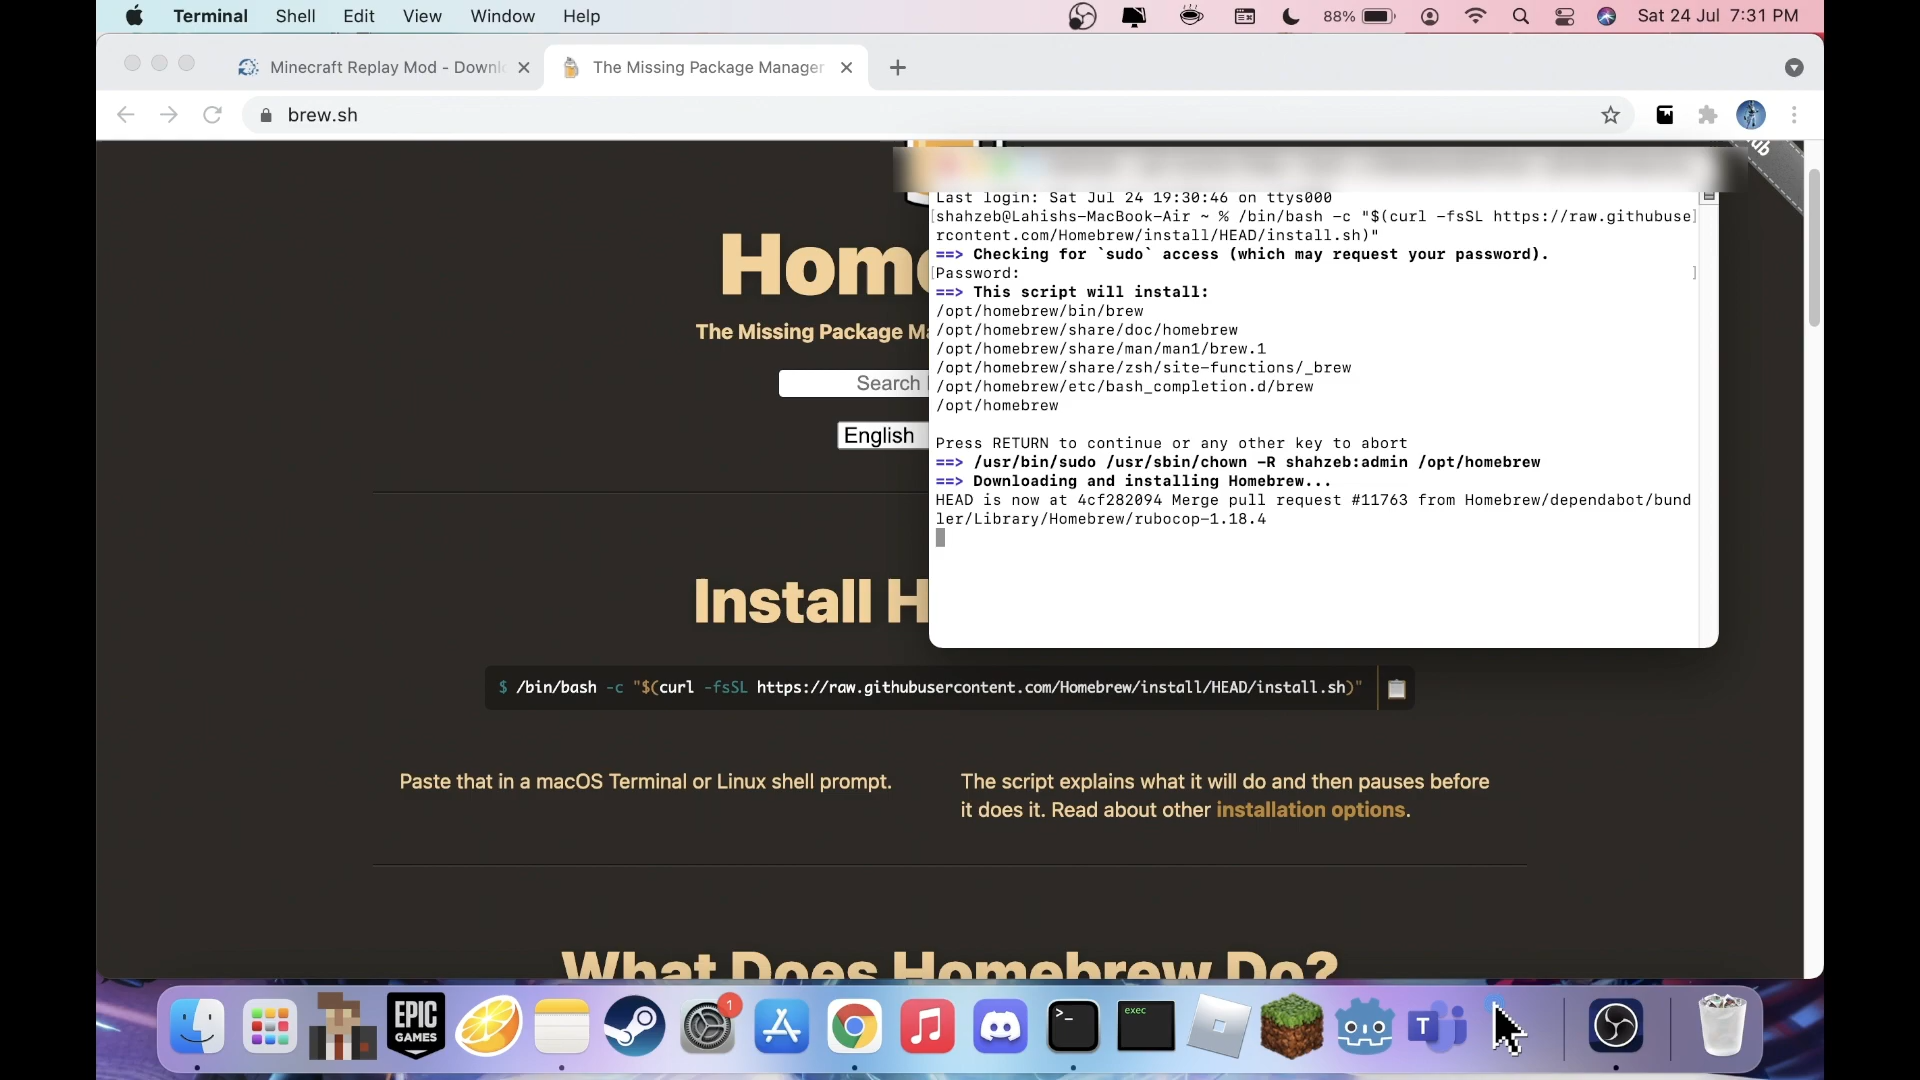 Terminal Shell Edit View Window Help 88% Sat 24 Jul 7:31 PM
Minecraft Replay Mod - Downl
The Missing Package Manager
brew.sh
Last login: Sat Jul 24 19:30:46 on ttys000
[shahzeb@Lahishs-MacBook-Air ~ % /bin/bash -c "$(curl -fsSL https://raw.githubuse]
rcontent.com/Homebrew/install/HEAD/install.sh)"
==> Checking for `sudo` access (which may request your password).
[Password: ]
==> This script will install:
/opt/homebrew/bin/brew
/opt/homebrew/share/doc/homebrew
/opt/homebrew/share/man/man1/brew.1
/opt/homebrew/share/zsh/site-functions/_brew
/opt/homebrew/etc/bash_completion.d/brew
/opt/homebrew
Press RETURN to continue or any other key to abort
==> /usr/bin/sudo /usr/sbin/chown -R shahzeb:admin /opt/homebrew
==> Downloading and installing Homebrew...
HEAD is now at 4cf282094 Merge pull request #11763 from Homebrew/dependabot/bund
ler/Library/Homebrew/rubocop-1.18.4
Hom
The Missing Package Ma
Search
English
Install H
$ /bin/bash -c "$(curl -fsSL https://raw.githubusercontent.com/Homebrew/install/HEAD/install.sh)"
Paste that in a macOS Terminal or Linux shell prompt.
The script explains what it will do and then pauses before
it does it. Read about other installation options.
What Does Homebrew Do?
EPIC
GAMES
1
>_
exec
T